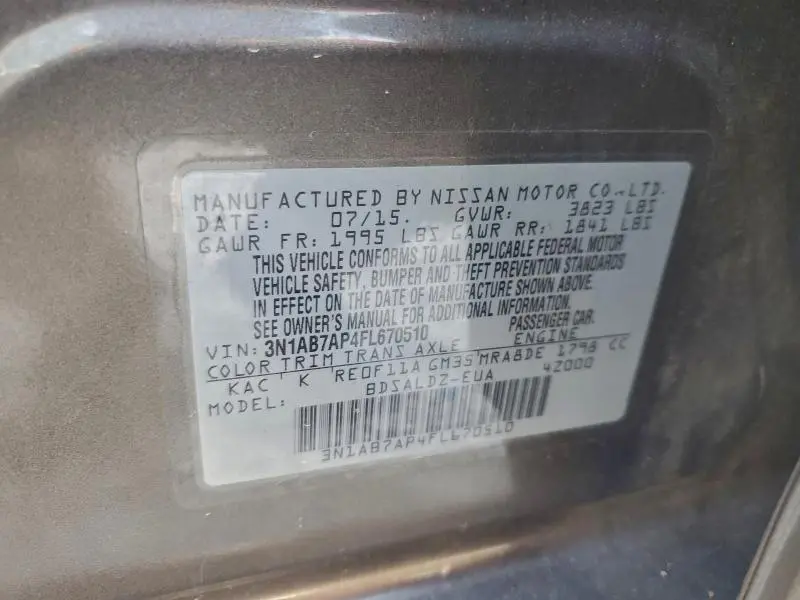 MANUFACTURED BY NISSAN MOTOR CO., LTD.
DATE: 07/15. GVWR: 3823 LBS
GAWR FR: 1995 LBS GAWR RR: 1841 LBS
THIS VEHICLE CONFORMS TO ALL APPLICABLE FEDERAL MOTOR
VEHICLE SAFETY, BUMPER AND THEFT PREVENTION STANDARDS
IN EFFECT ON THE DATE OF MANUFACTURE SHOWN ABOVE.
SEE OWNER'S MANUAL FOR ADDITIONAL INFORMATION.
VIN: 3N1AB7AP4FL670510 PASSENGER CAR.
COLOR TRIM TRANS AXLE ENGINE
KAC K RE0F11A GM35 MRA8DE 1798 CC
MODEL: BDSALDZ-EUA 4Z000
3N1AB7AP4FL670510